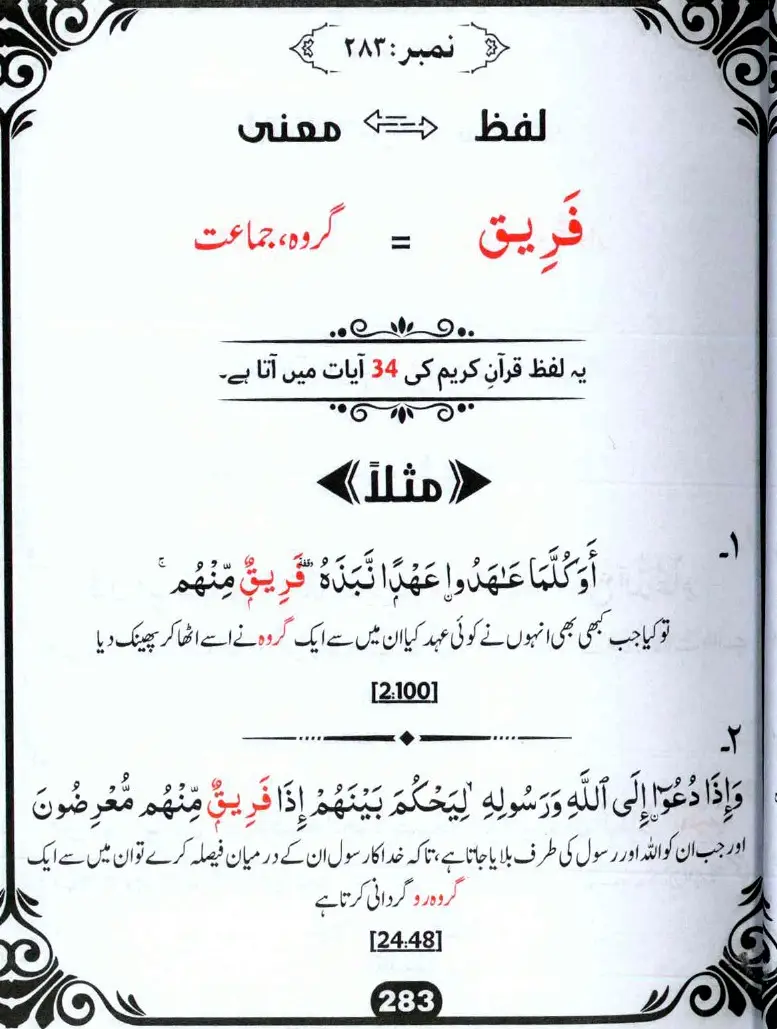 نمبر: ۲۸۳
لفظ ⇐⇒ معنی
فَرِيق = گروہ، جماعت
یہ لفظ قرآنِ کریم کی 34 آیات میں آتا ہے۔
مثلاً
۱۔
أَوَكُلَّمَا عَـٰهَدُوا۟ عَهْدًا نَّبَذَهُۥ فَرِيقٌ مِّنْهُم ۚ
تو کیا جب کبھی بھی انہوں نے کوئی عہد کیا ان میں سے ایک گروہ نے اسے اٹھا کر پھینک دیا
[2:100]
۲۔
وَإِذَا دُعُوٓا۟ إِلَى ٱللَّهِ وَرَسُولِهِۦ لِيَحْكُمَ بَيْنَهُمْ إِذَا فَرِيقٌ مِّنْهُم مُّعْرِضُونَ
اور جب ان کو اللہ اور رسول کی طرف بلایا جاتا ہے، تاکہ خدا کا رسول ان کے درمیان فیصلہ کرے تو ان میں سے ایک
گروہ رو گردانی کرتا ہے
[24:48]
283